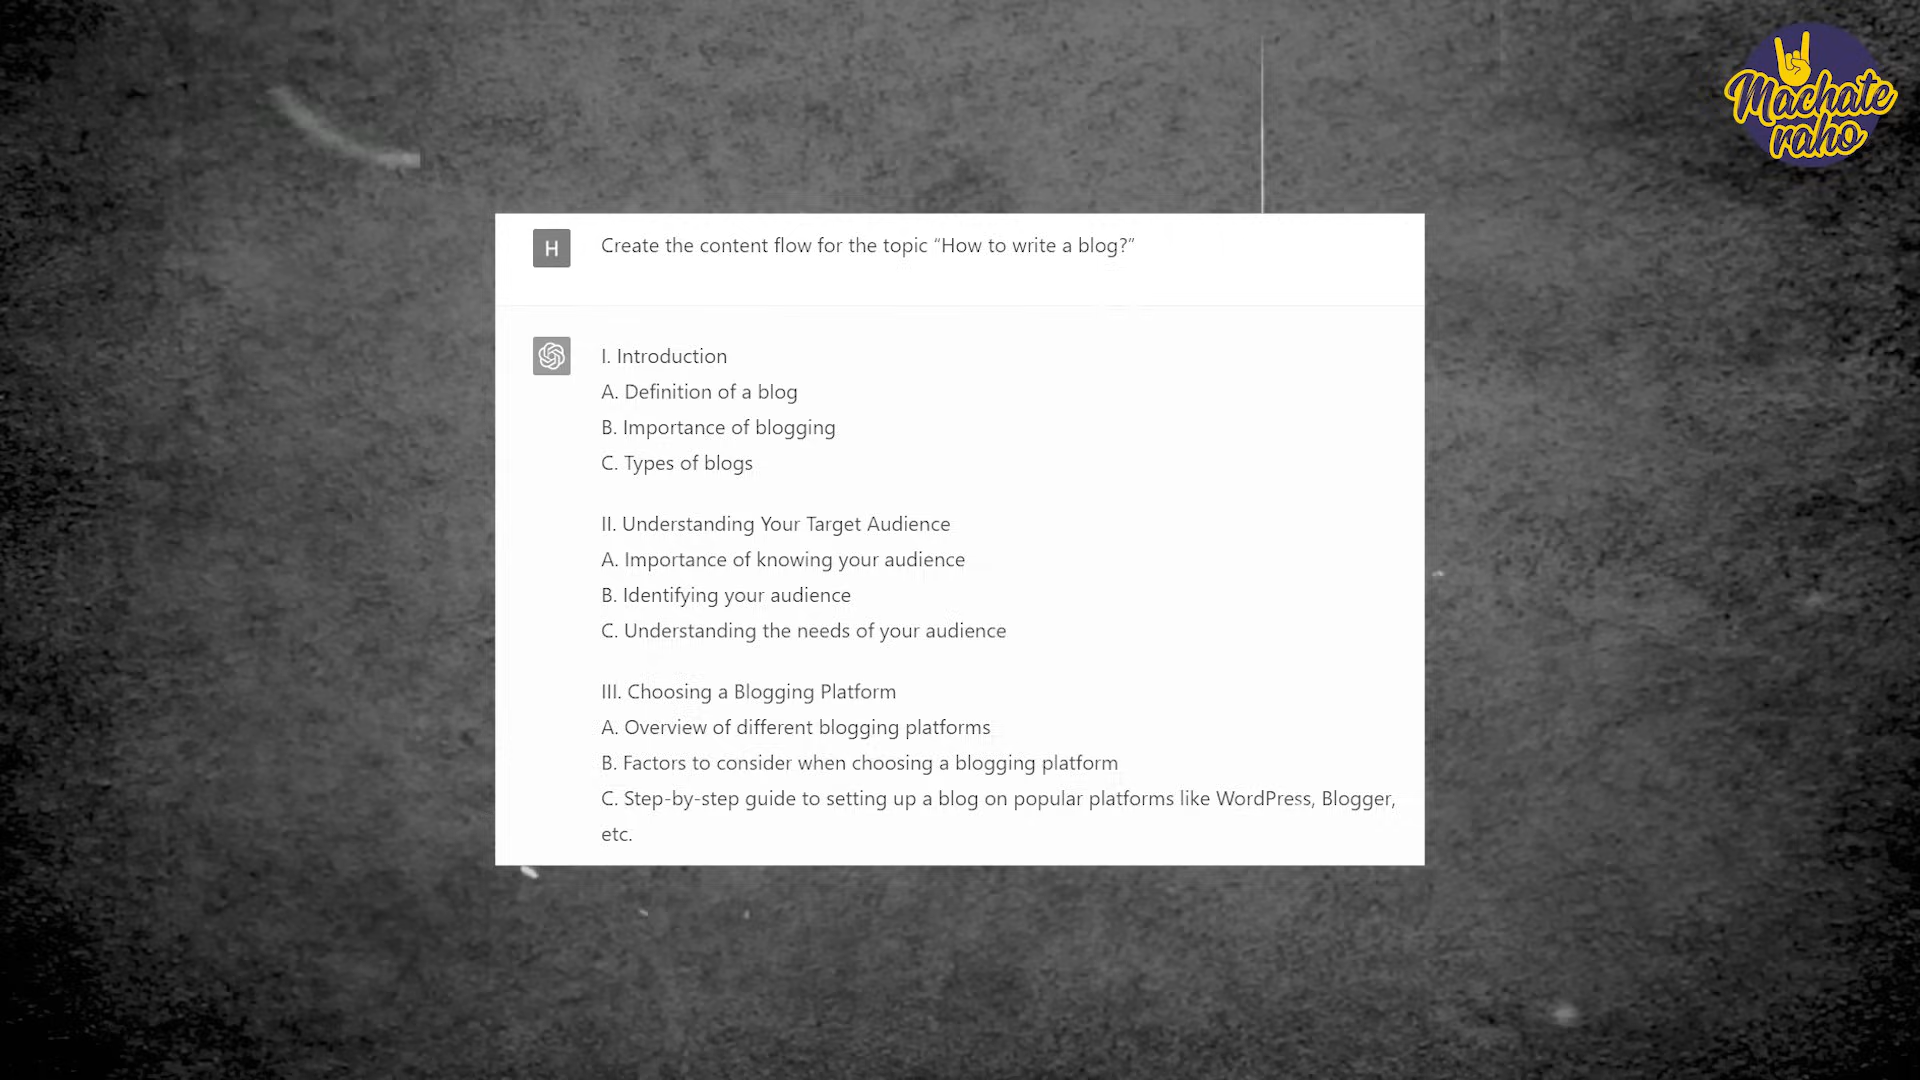 Machate
raho
H
Create the content flow for the topic “How to write a blog?”
I. Introduction
A. Definition of a blog
B. Importance of blogging
C. Types of blogs
II. Understanding Your Target Audience
A. Importance of knowing your audience
B. Identifying your audience
C. Understanding the needs of your audience
III. Choosing a Blogging Platform
A. Overview of different blogging platforms
B. Factors to consider when choosing a blogging platform
C. Step-by-step guide to setting up a blog on popular platforms like WordPress, Blogger,
etc.